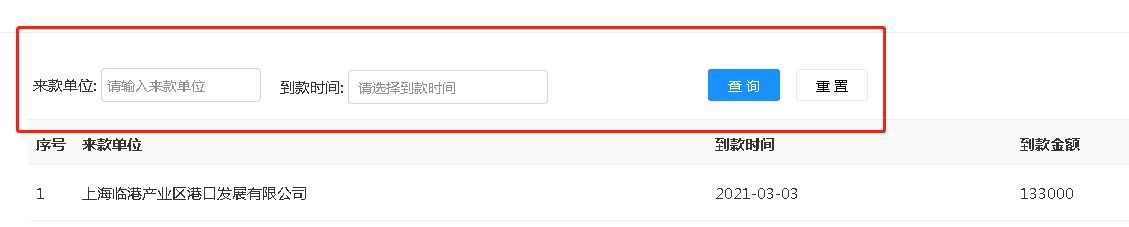 来款单位: 请输入来款单位 到款时间: 请选择到款时间 查 询 重 置
序号 来款单位 到款时间 到款金额
1 上海临港产业区港口发展有限公司 2021-03-03 133000